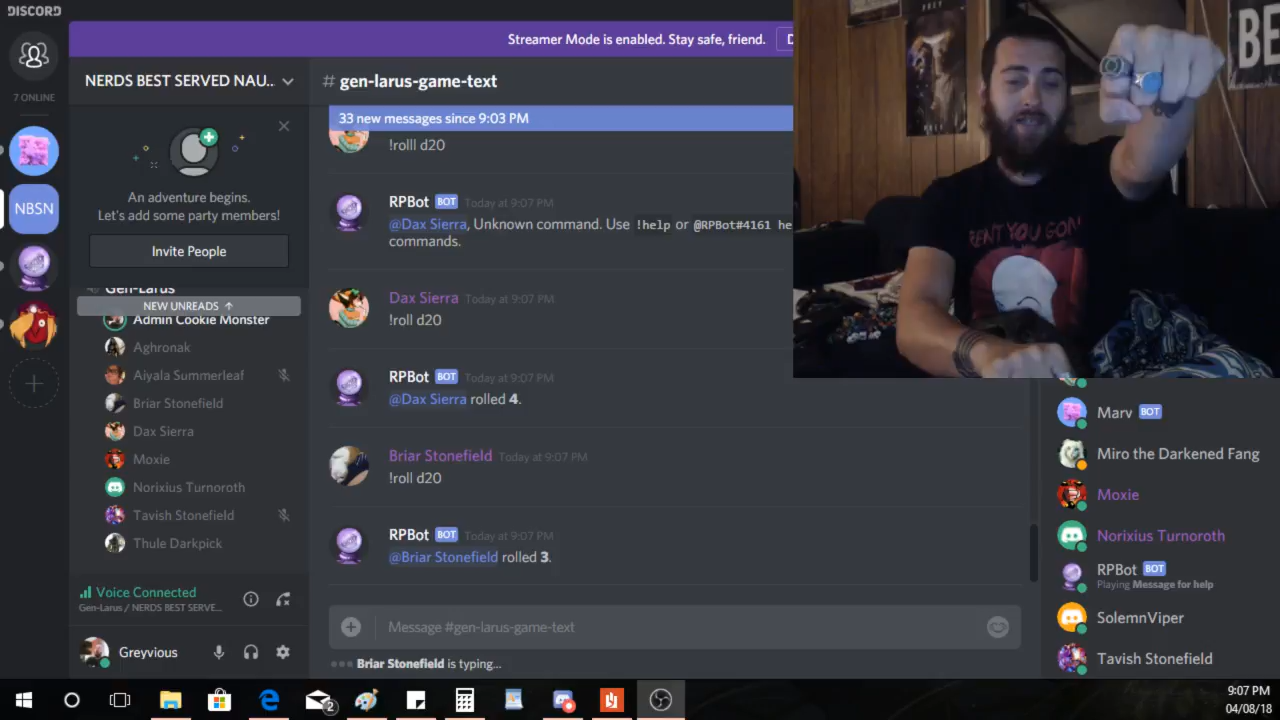 DISCORD
Streamer Mode is enabled. Stay safe, friend.
7 ONLINE
NBSN
NERDS BEST SERVED NAU...
An adventure begins.
Let's add some party members!
Invite People
Gen-Larus
NEW UNREADS ↑
Admin Cookie Monster
Aghronak
Aiyala Summerleaf
Briar Stonefield
Dax Sierra
Moxie
Norixius Turnoroth
Tavish Stonefield
Thule Darkpick
Voice Connected
Gen-Larus / NERDS BEST SERVE...
Greyvious
# gen-larus-game-text
33 new messages since 9:03 PM
!rolll d20
RPBot BOT Today at 9:07 PM
@Dax Sierra, Unknown command. Use !help or @RPBot#4161 he
commands.
Dax Sierra Today at 9:07 PM
!roll d20
RPBot BOT Today at 9:07 PM
@Dax Sierra rolled 4.
Briar Stonefield Today at 9:07 PM
!roll d20
RPBot BOT Today at 9:07 PM
@Briar Stonefield rolled 3.
Message #gen-larus-game-text
Briar Stonefield is typing...
PREY
BE
Marv BOT
Miro the Darkened Fang
Moxie
Norixius Turnoroth
RPBot BOT
Playing Message for help
SolemnViper
Tavish Stonefield
2
9:07 PM
04/08/18